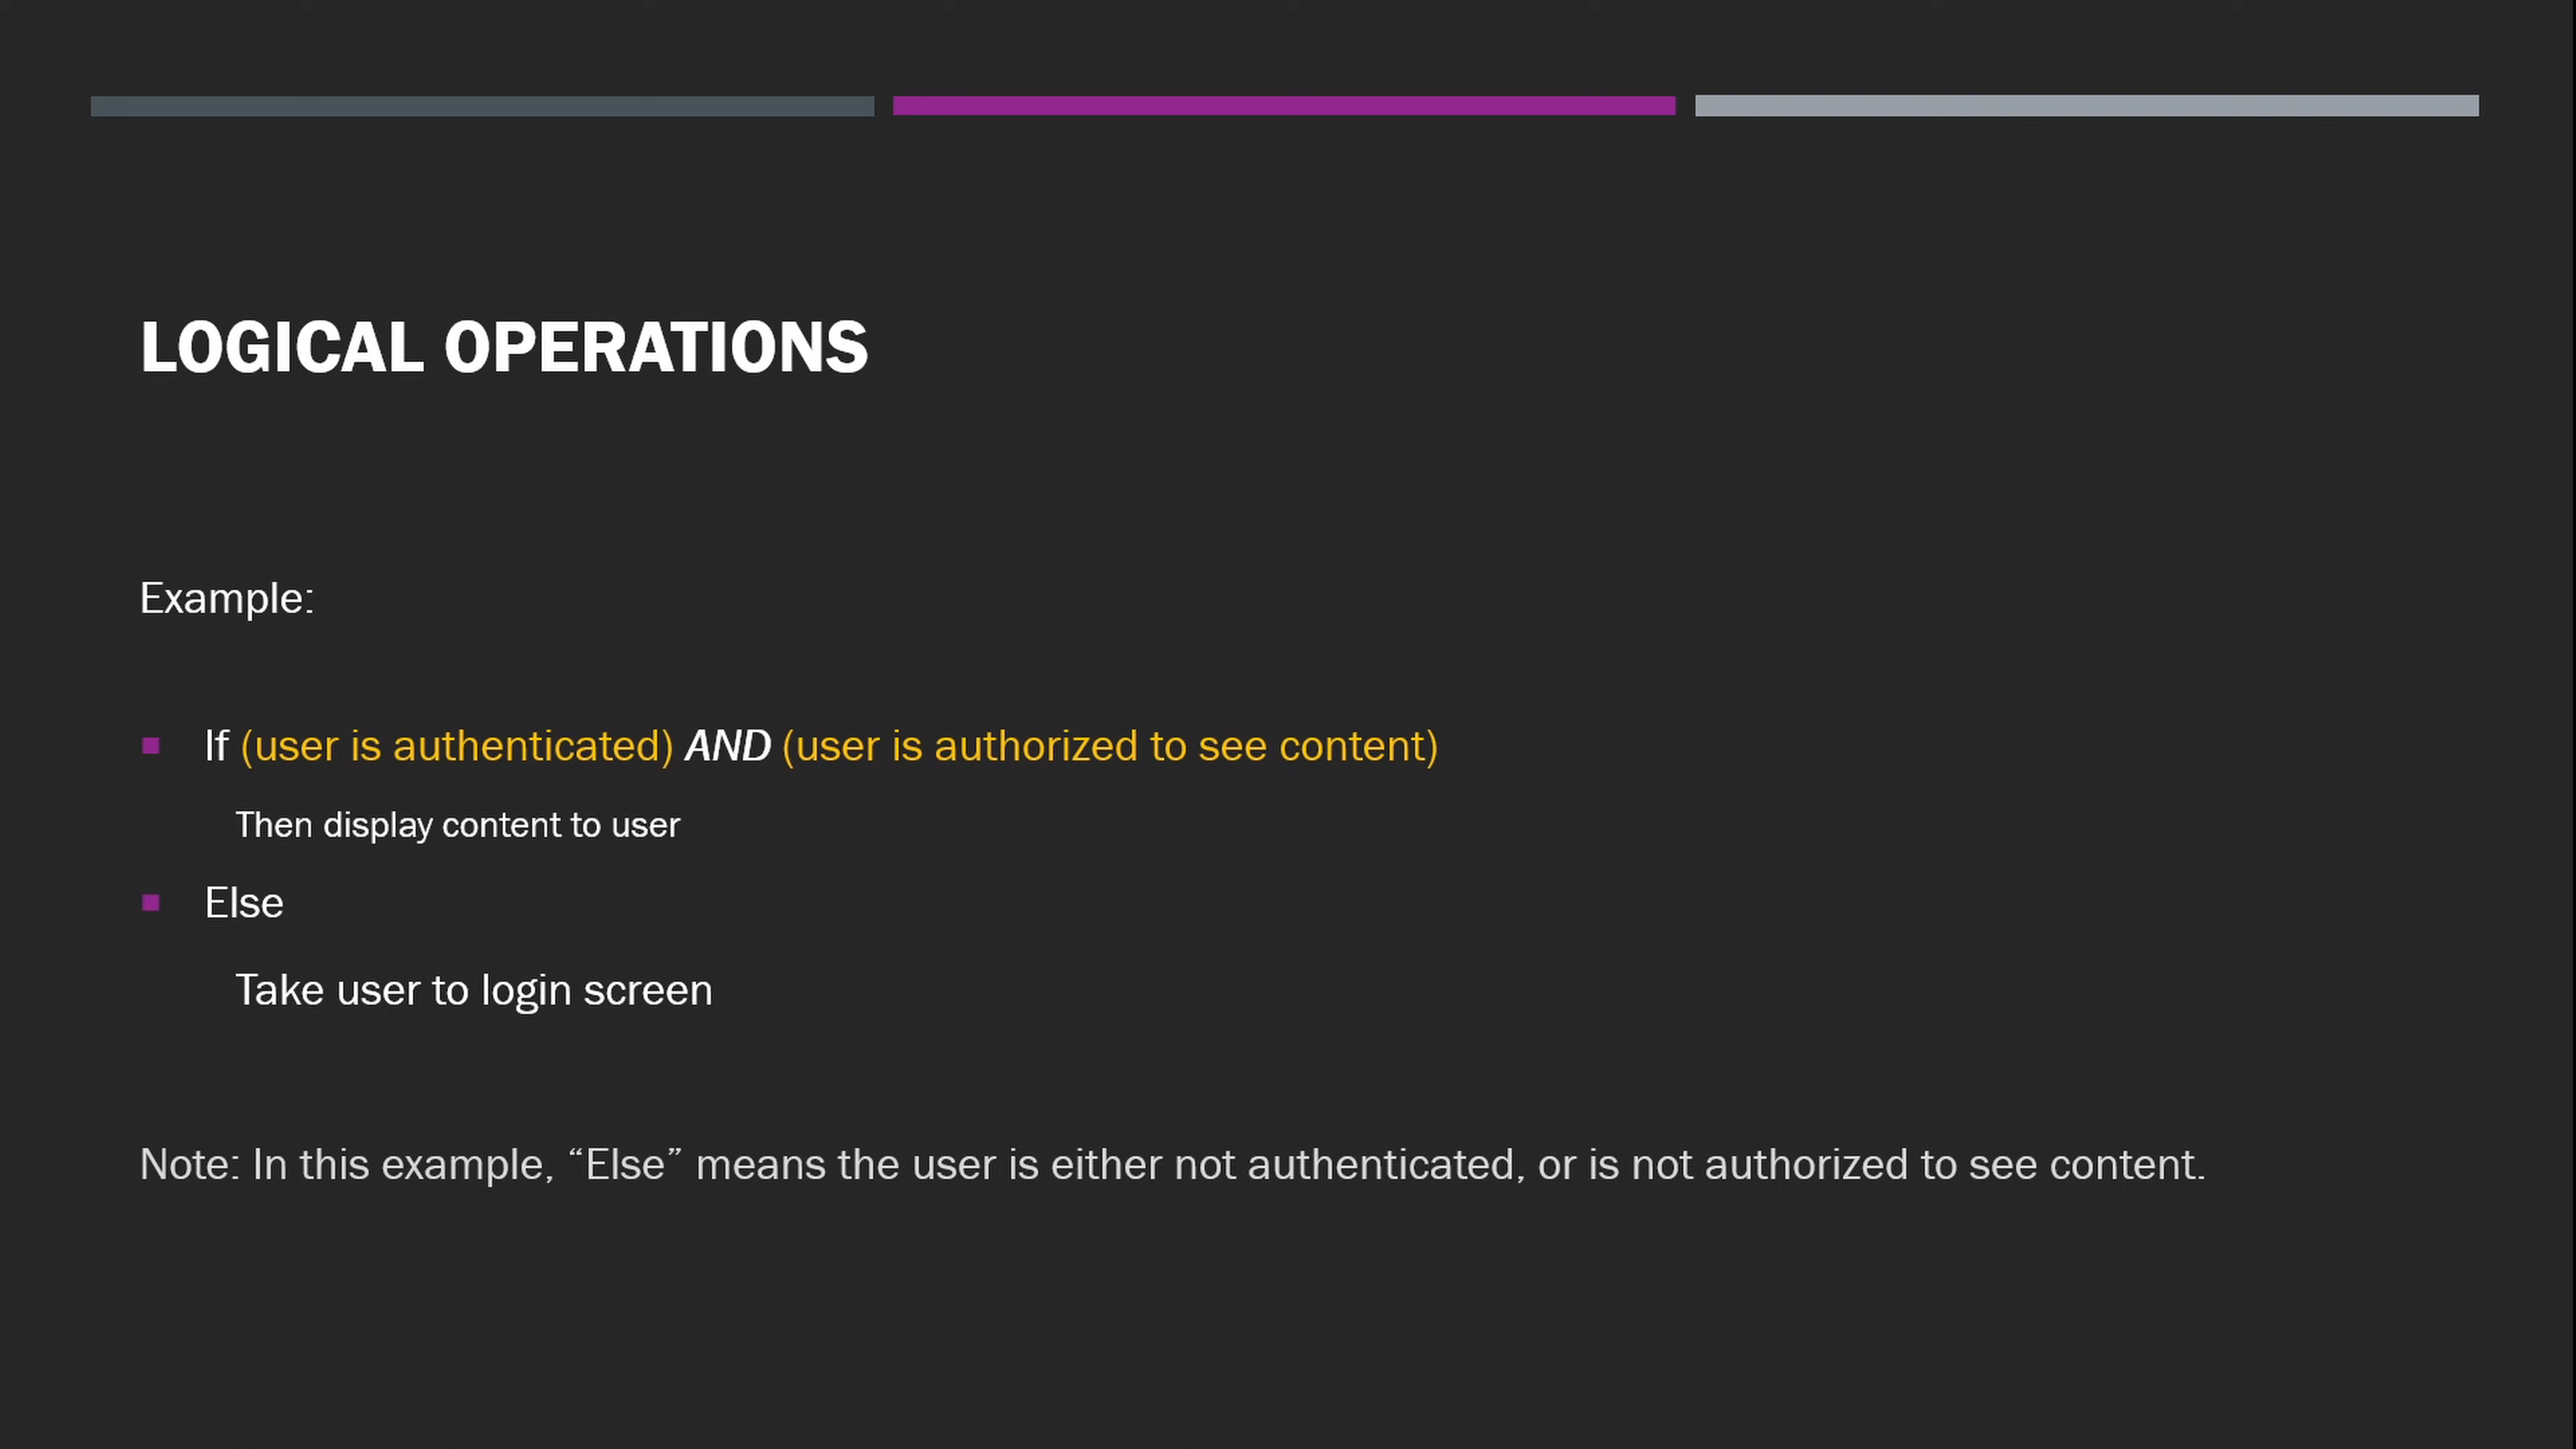 LOGICAL OPERATIONS
Example:
If (user is authenticated) AND (user is authorized to see content)
Then display content to user
Else
Take user to login screen
Note: In this example, “Else” means the user is either not authenticated, or is not authorized to see content.